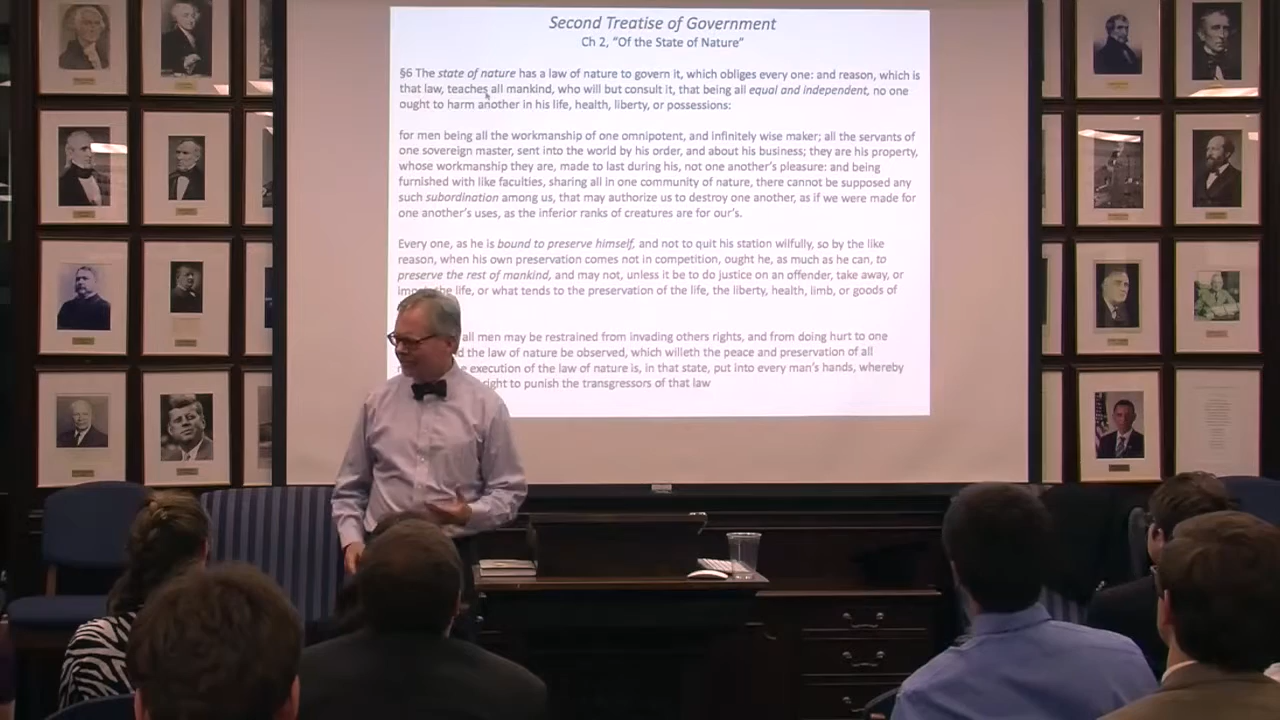 Second Treatise of Government
Ch 2, “Of the State of Nature”
§6 The state of nature has a law of nature to govern it, which obliges every one: and reason, which is
that law, teaches all mankind, who will but consult it, that being all equal and independent, no one
ought to harm another in his life, health, liberty, or possessions:
for men being all the workmanship of one omnipotent, and infinitely wise maker; all the servants of
one sovereign master, sent into the world by his order, and about his business; they are his property,
whose workmanship they are, made to last during his, not one another’s pleasure: and being
furnished with like faculties, sharing all in one community of nature, there cannot be supposed any
such subordination among us, that may authorize us to destroy one another, as if we were made for
one another’s uses, as the inferior ranks of creatures are for our’s.
Every one, as he is bound to preserve himself, and not to quit his station wilfully, so by the like
reason, when his own preservation comes not in competition, ought he, as much as he can, to
preserve the rest of mankind, and may not, unless it be to do justice on an offender, take away, or
the life, or what tends to the preservation of the life, the liberty, health, limb, or goods of
all men may be restrained from invading others rights, and from doing hurt to one
the law of nature be observed, which willeth the peace and preservation of all
execution of the law of nature is, in that state, put into every man’s hands, whereby
right to punish the transgressors of that law